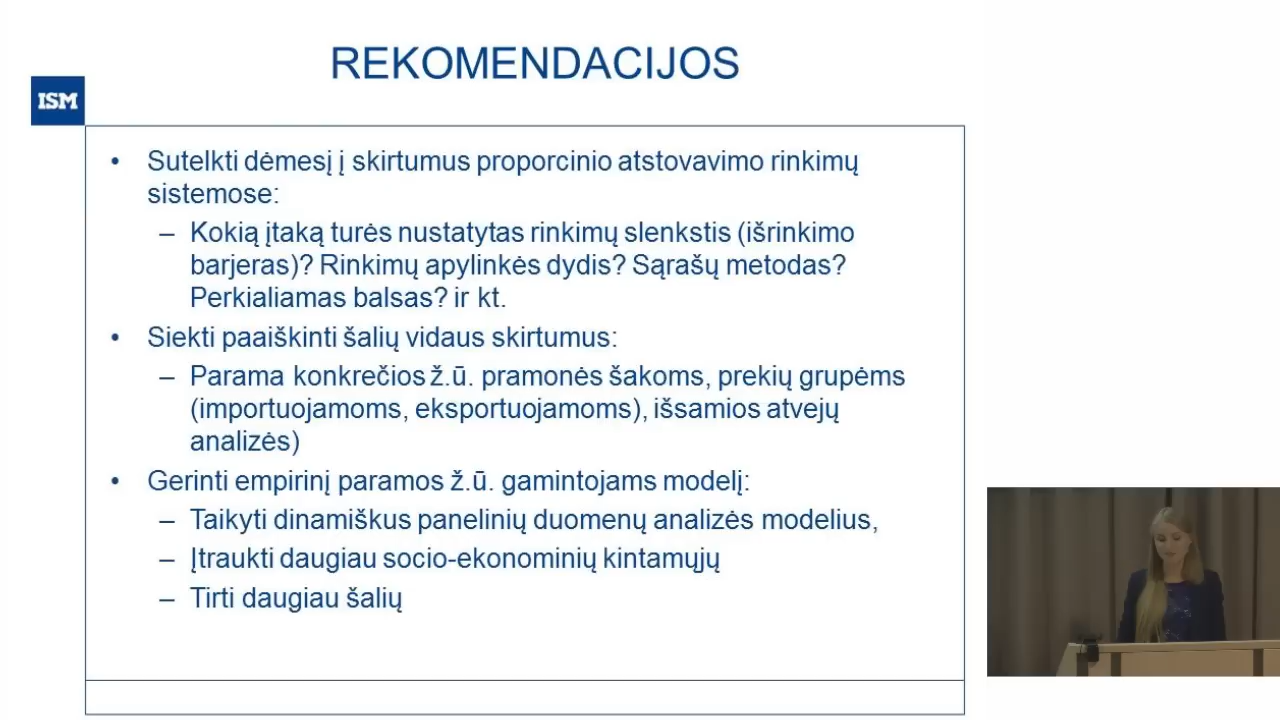 REKOMENDACIJOS
ISM
• Sutelkti dėmesį į skirtumus proporcinio atstovavimo rinkimų
sistemose:
– Kokią įtaką turės nustatytas rinkimų slenkstis (išrinkimo
barjeras)? Rinkimų apylinkės dydis? Sąrašų metodas?
Perkialiamas balsas? ir kt.
• Siekti paaiškinti šalių vidaus skirtumus:
– Parama konkrečios ž.ū. pramonės šakoms, prekių grupėms
(importuojamoms, eksportuojamoms), išsamios atvejų
analizės)
• Gerinti empirinį paramos ž.ū. gamintojams modelį:
– Taikyti dinamiškus panelinių duomenų analizės modelius,
– Įtraukti daugiau socio-ekonominių kintamųjų
– Tirti daugiau šalių